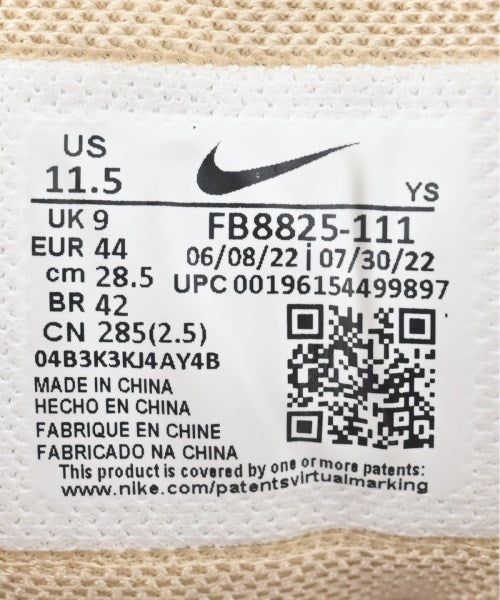 US
11.5
YS
UK 9
FB8825-111
EUR 44
06/08/22 | 07/30/22
cm 28.5
UPC 00196154499897
BR 42
CN 285(2.5)
04B3K3KJ4AY4B
MADE IN CHINA
HECHO EN CHINA
FABRIQUE EN CHINE
FABRICADO NA CHINA
This product is covered by one or more patents:
www.nike.com/patentsvirtualmarking